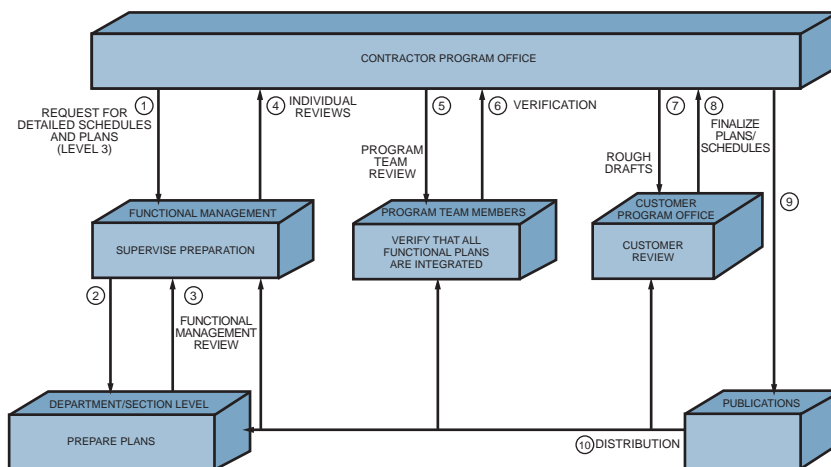 CONTRACTOR PROGRAM OFFICE
1
REQUEST FOR
DETAILED SCHEDULES
AND PLANS
(LEVEL 3)
4
INDIVIDUAL
REVIEWS
5
PROGRAM
TEAM
REVIEW
6
VERIFICATION
7
ROUGH
DRAFTS
8
FINALIZE
PLANS/
SCHEDULES
9
FUNCTIONAL MANAGEMENT
SUPERVISE PREPARATION
PROGRAM TEAM MEMBERS
VERIFY THAT ALL
FUNCTIONAL PLANS
ARE INTEGRATED
CUSTOMER
PROGRAM OFFICE
CUSTOMER
REVIEW
2
3
FUNCTIONAL
MANAGEMENT
REVIEW
DEPARTMENT/SECTION LEVEL
PREPARE PLANS
PUBLICATIONS
10 DISTRIBUTION